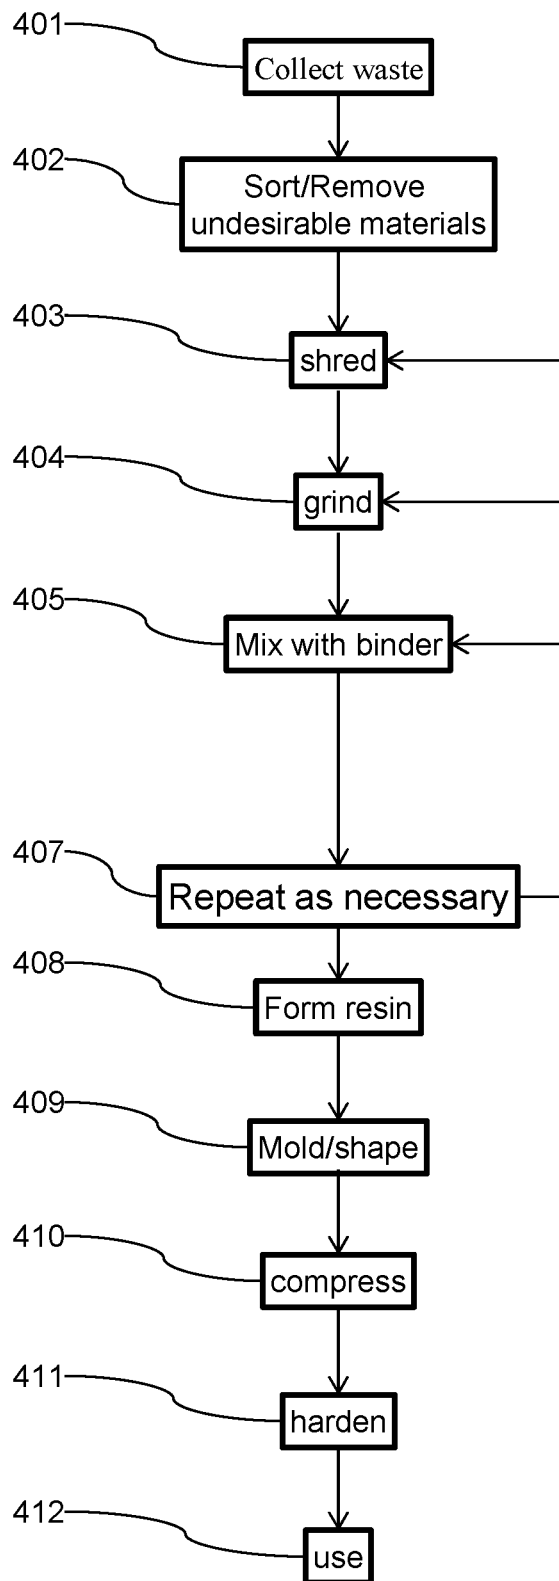 401
Collect waste
402
Sort/Remove
undesirable materials
403
shred
404
grind
405
Mix with binder
407
Repeat as necessary
408
Form resin
409
Mold/shape
410
compress
411
harden
412
use